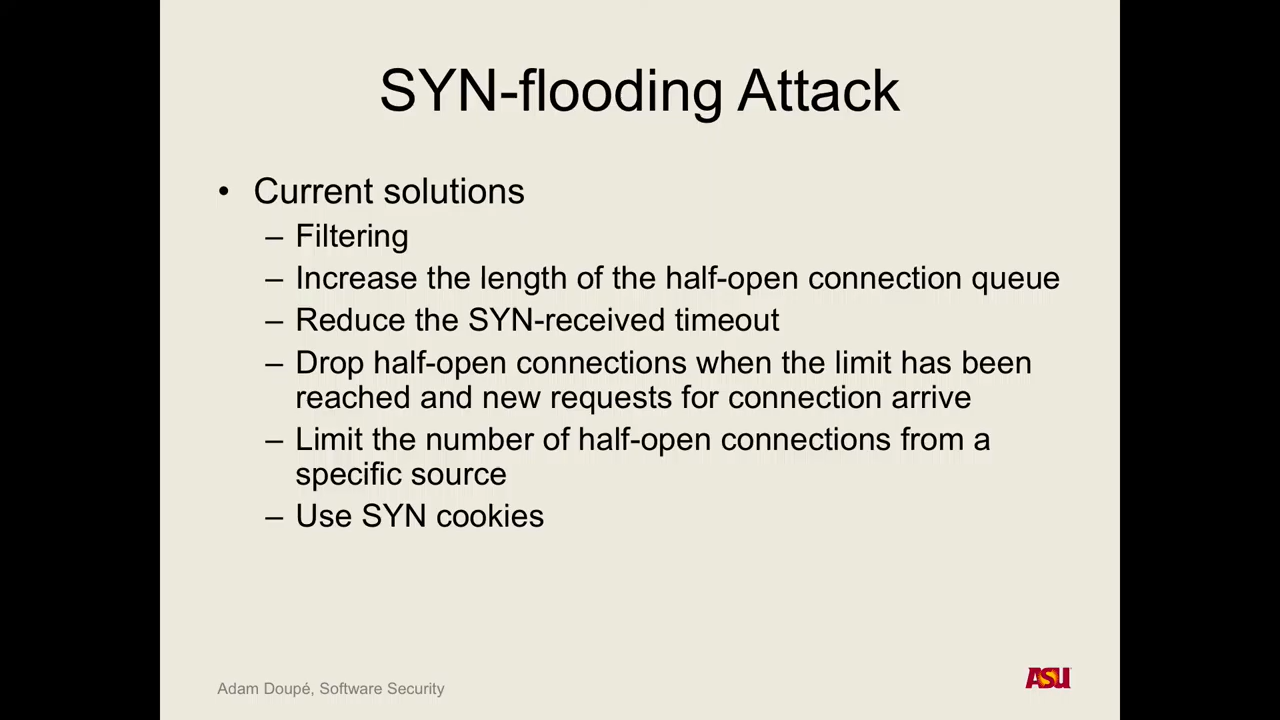 SYN-flooding Attack
• Current solutions
– Filtering
– Increase the length of the half-open connection queue
– Reduce the SYN-received timeout
– Drop half-open connections when the limit has been
reached and new requests for connection arrive
– Limit the number of half-open connections from a
specific source
– Use SYN cookies
Adam Doupé, Software Security
ASU